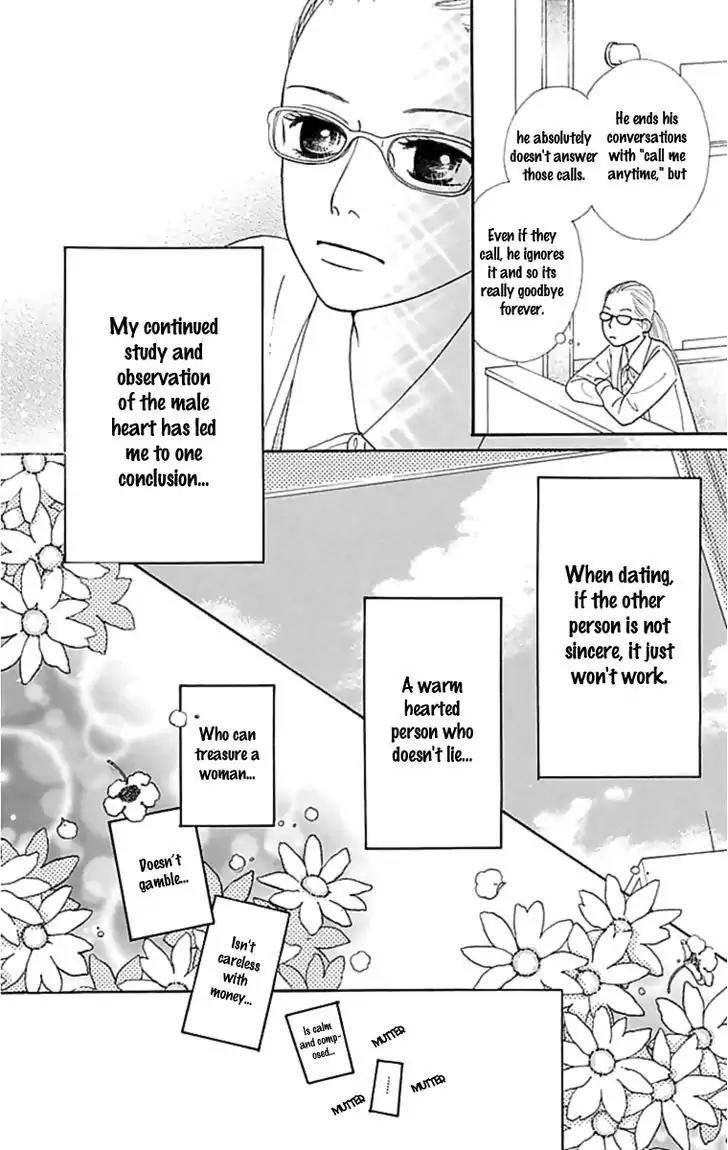 He ends his
conversations
with "call me
anytime," but
he absolutely
doesn't answer
those calls.
Even if they
call, he ignores
it and so its
really goodbye
forever.
My continued
study and
observation
of the male
heart has led
me to one
conclusion...
When dating,
if the other
person is not
sincere, it just
won't work.
A warm
hearted
person who
doesn't lie...
Who can
treasure a
woman...
Doesn't
gamble...
Isn't
careless
with
money...
Is calm
and comp-
osed...
MUTTER
......
MUTTER
MUTTER